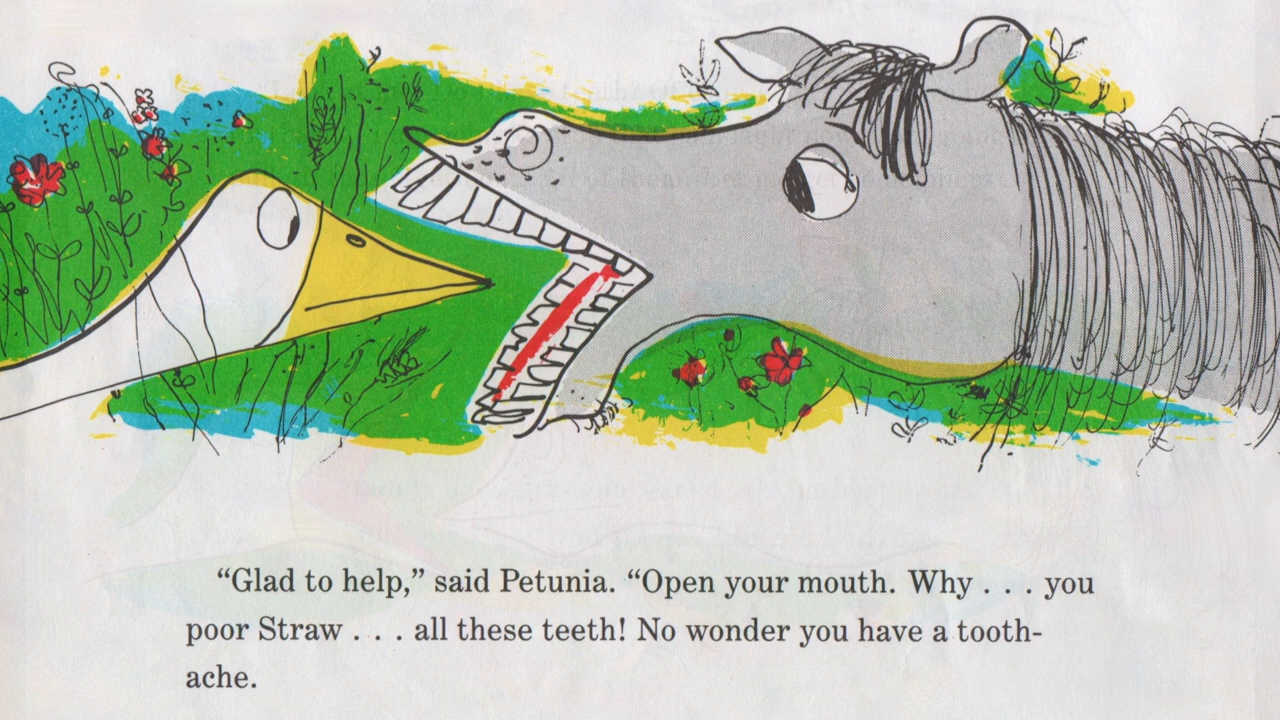 “Glad to help,” said Petunia. “Open your mouth. Why . . . you
poor Straw . . . all these teeth! No wonder you have a tooth-
ache.